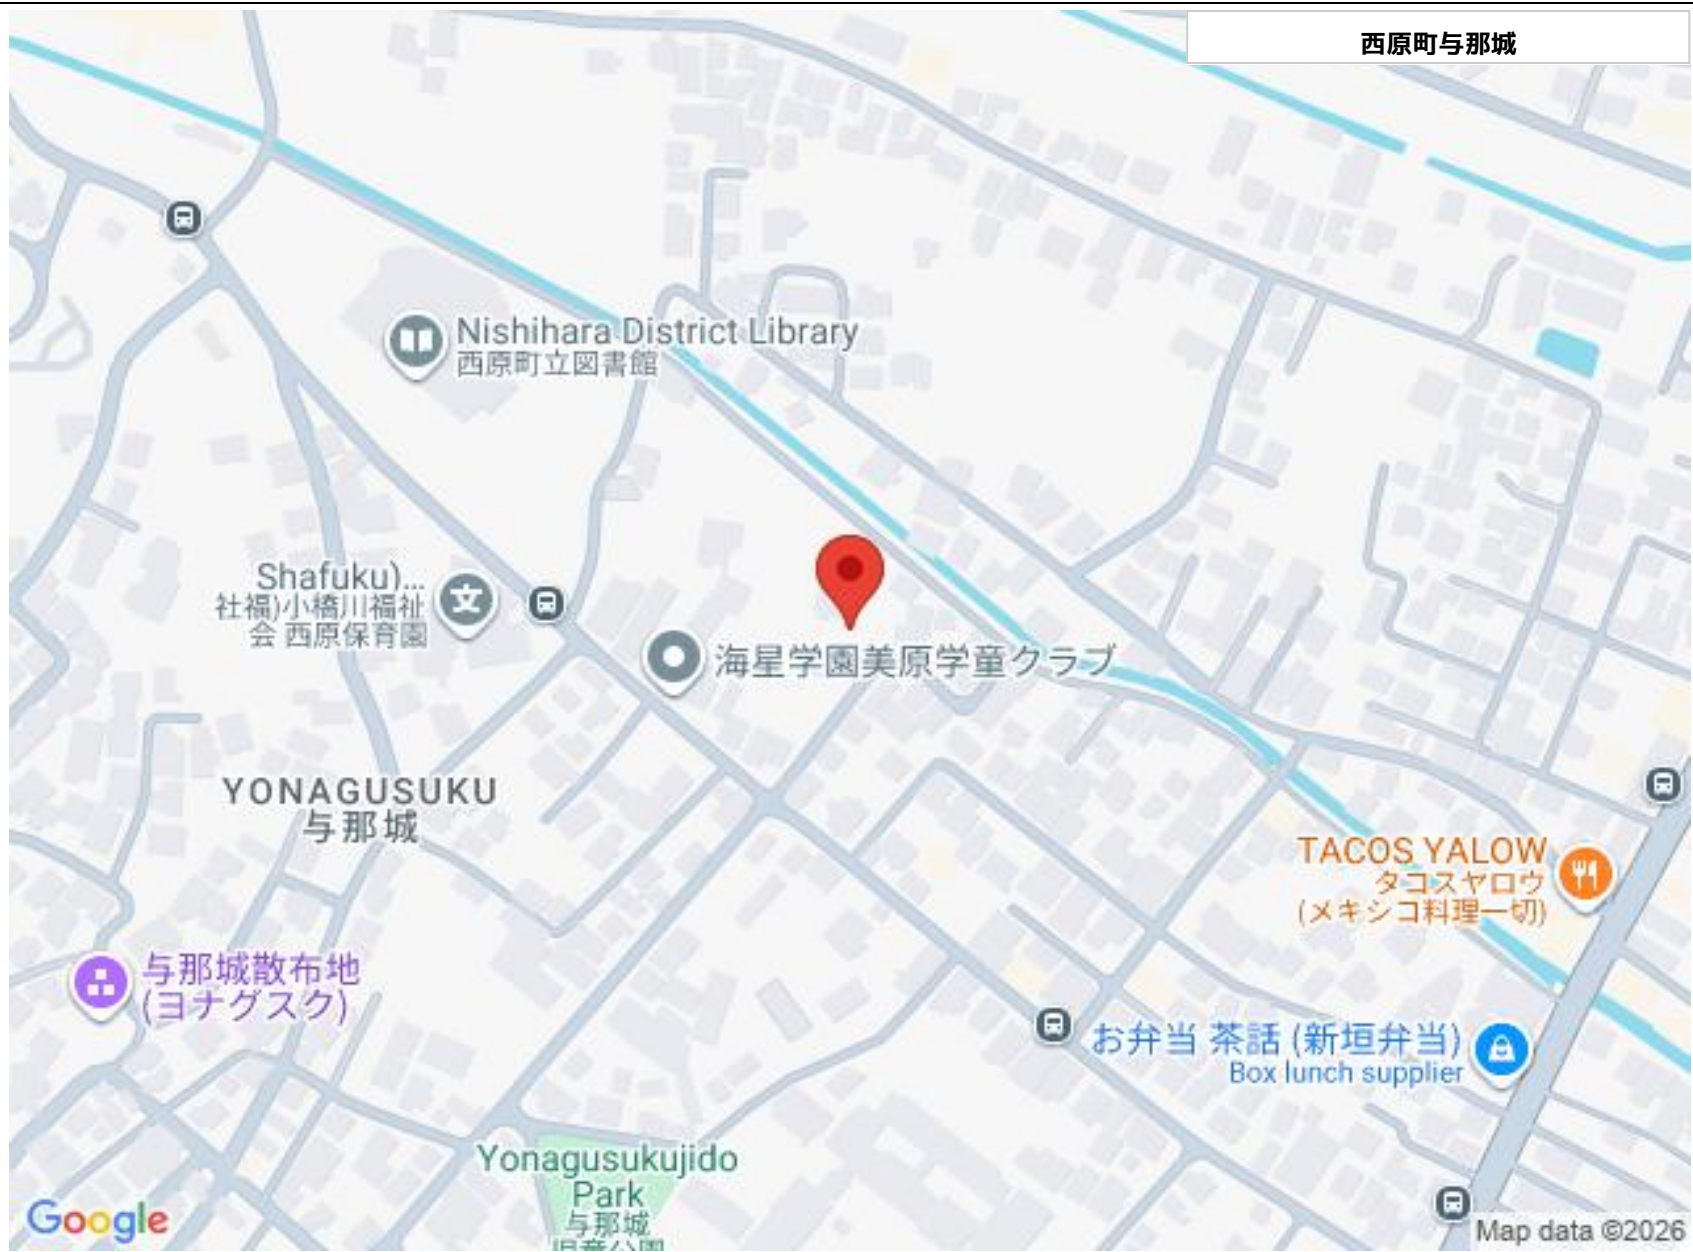 西原町与那城
Nishihara District Library
西原町立図書館
Shafuku)...
社福)小橋川福祉
会 西原保育園
海星学園美原学童クラブ
YONAGUSUKU
与那城
TACOS YALOW
タコスヤロウ
(メキシコ料理一切)
与那城散布地
(ヨナグスク)
お弁当 茶話 (新垣弁当)
Box lunch supplier
Yonagusukujido
Park
与那城
児童公園
Google
Map data ©2026